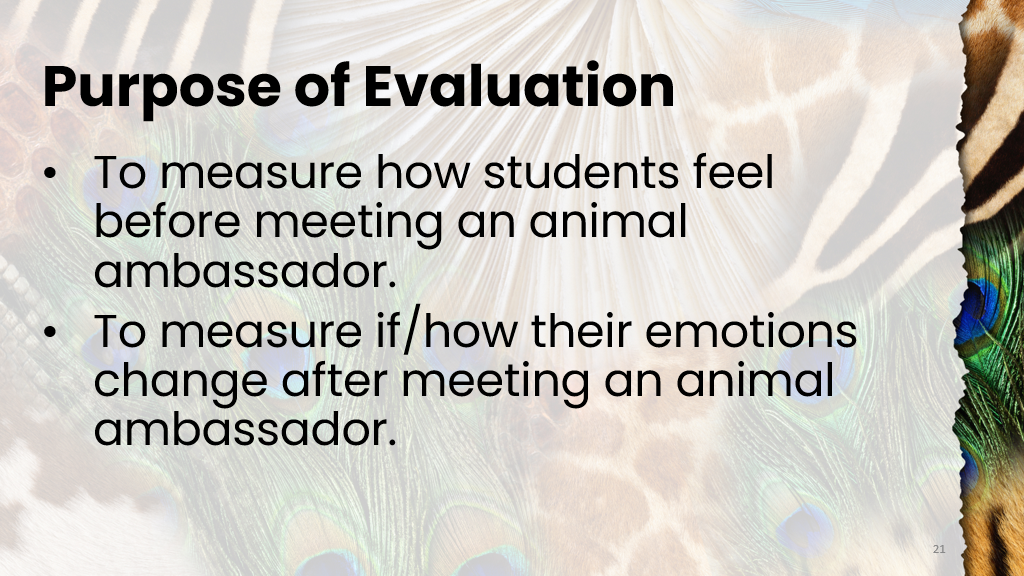 Purpose of Evaluation
• To measure how students feel
before meeting an animal
ambassador.
• To measure if/how their emotions
change after meeting an animal
ambassador.
21